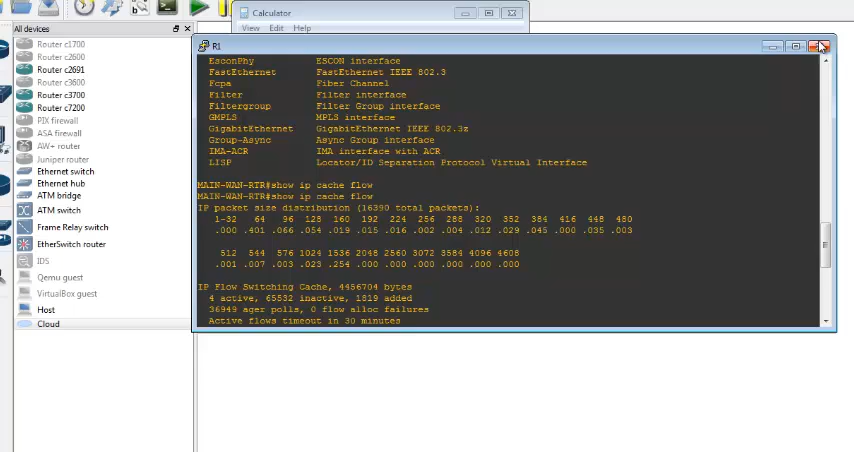 Calculator
View Edit Help
All devices
Router c1700
Router c2600
Router c2691
Router c3600
Router c3700
Router c7200
PIX firewall
ASA firewall
AW+ router
Juniper router
Ethernet switch
Ethernet hub
ATM bridge
ATM switch
Frame Relay switch
EtherSwitch router
IDS
Qemu guest
VirtualBox guest
Host
Cloud
R1
EsconPhy ESCON interface
FastEthernet FastEthernet IEEE 802.3
Fcpa Fiber Channel
Filter Filter interface
Filtergroup Filter Group interface
GMPLS MPLS interface
GigabitEthernet GigabitEthernet IEEE 802.3z
Group-Async Async Group interface
IMA-ACR IMA interface with ACR
LISP Locator/ID Separation Protocol Virtual Interface
MAIN-WAN-RTR#show ip cache flow
MAIN-WAN-RTR#show ip cache flow
IP packet size distribution (16390 total packets):
1-32 64 96 128 160 192 224 256 288 320 352 384 416 448 480
.000 .401 .066 .054 .019 .015 .016 .002 .004 .012 .029 .045 .000 .035 .003
512 544 576 1024 1536 2048 2560 3072 3584 4096 4608
.001 .007 .003 .023 .254 .000 .000 .000 .000 .000 .000
IP Flow Switching Cache, 4456704 bytes
4 active, 65532 inactive, 1819 added
36949 ager polls, 0 flow alloc failures
Active flows timeout in 30 minutes